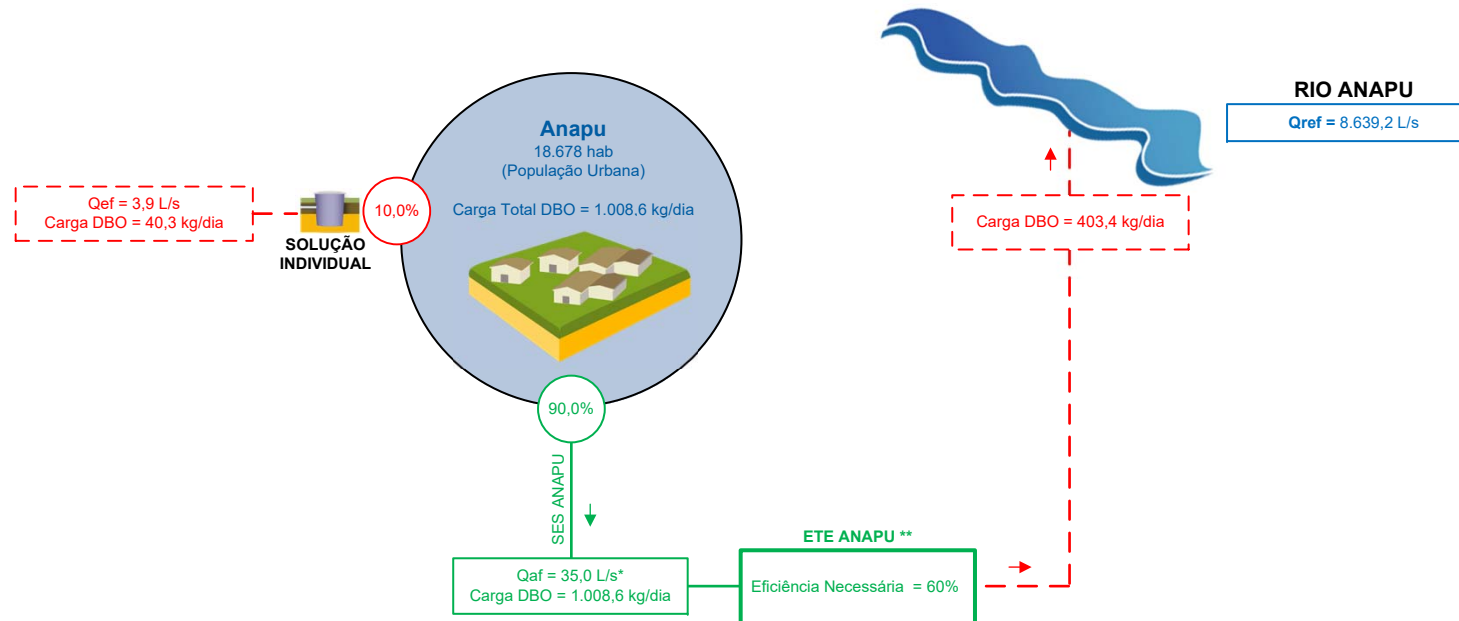 RIO ANAPU
Qref = 8.639,2 L/s
Anapu
18.678 hab
(População Urbana)
Carga Total DBO = 1.008,6 kg/dia
Qef = 3,9 L/s
Carga DBO = 40,3 kg/dia
10,0%
SOLUÇÃO
INDIVIDUAL
Carga DBO = 403,4 kg/dia
90,0%
SES ANAPU
Qaf = 35,0 L/s*
Carga DBO = 1.008,6 kg/dia
ETE ANAPU **
Eficiência Necessária = 60%